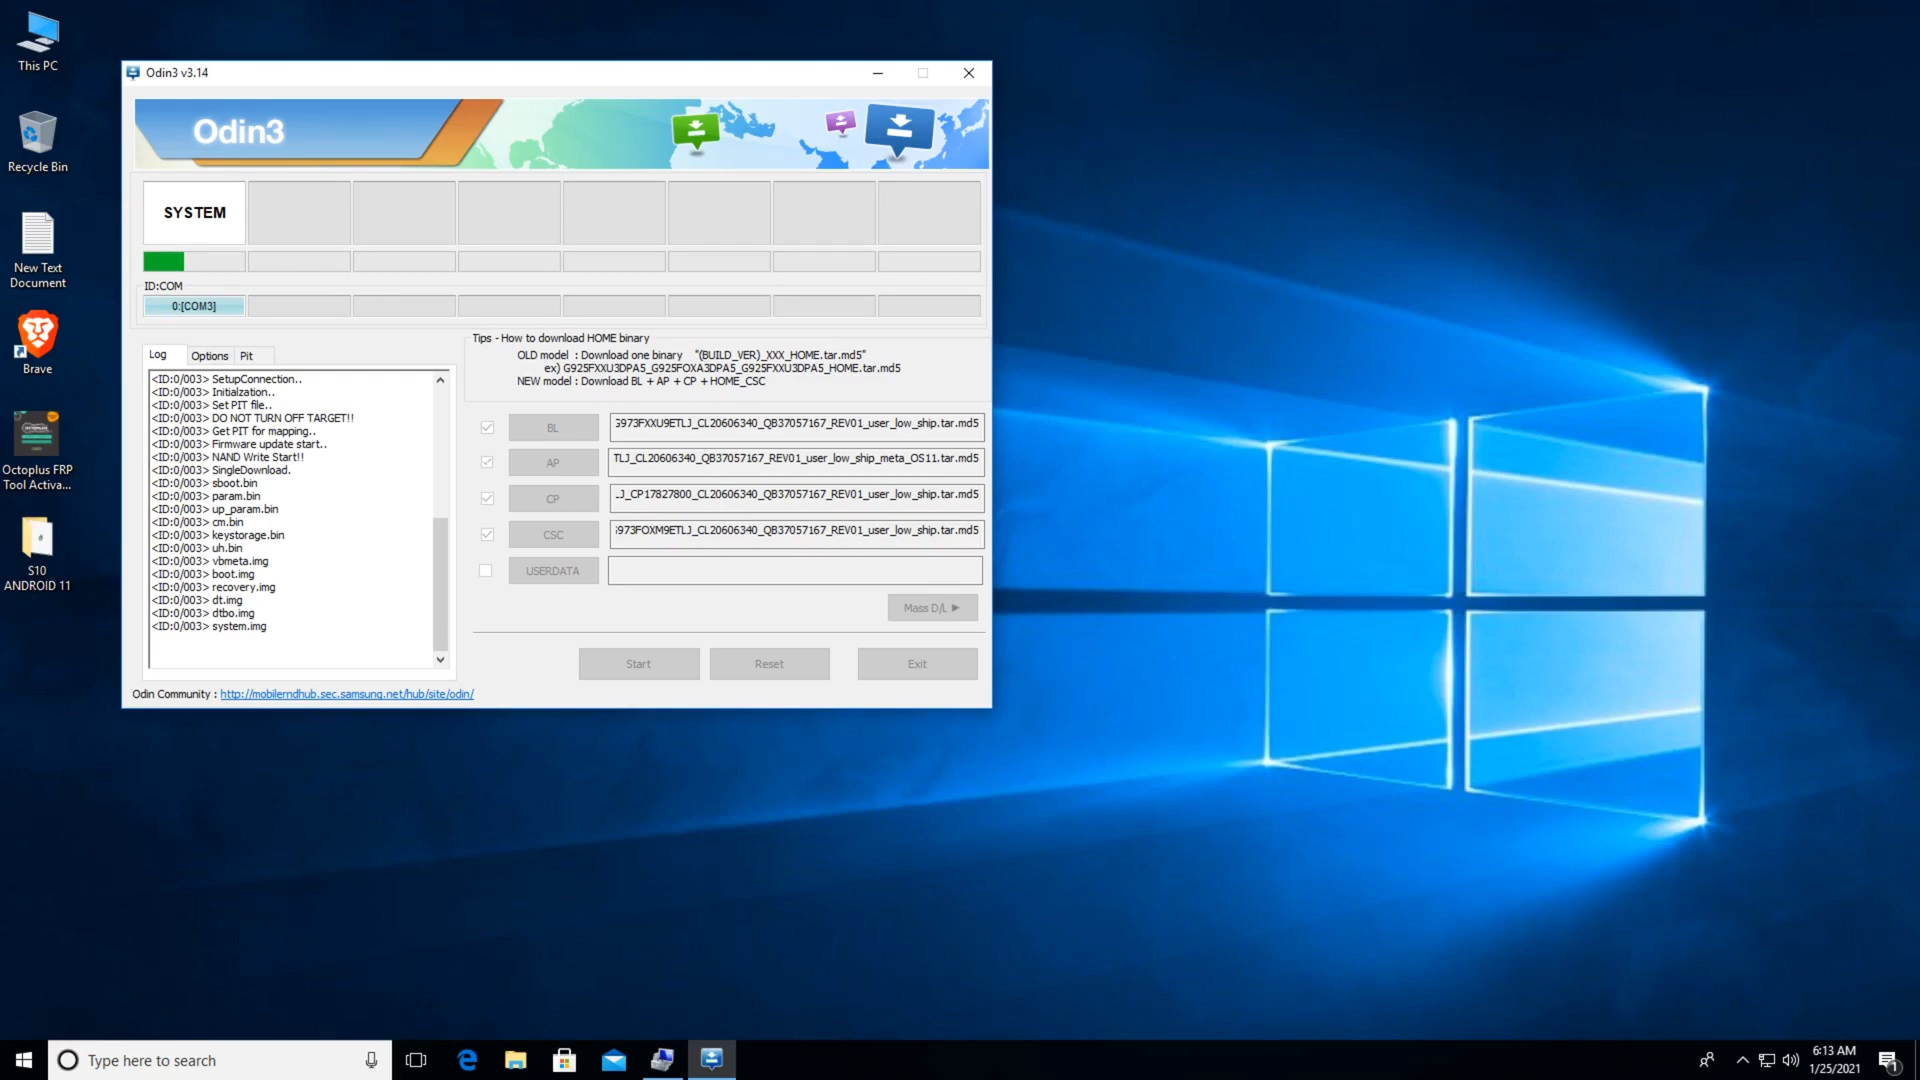 This PC
Recycle Bin
New Text
Document
Brave
Octoplus FRP
Tool Activa...
S10
ANDROID 11
Odin3 v3.14
Odin3
SYSTEM
ID:COM
0:[COM3]
Log
Options
Pit
<ID:0/003> SetupConnection..
<ID:0/003> Initialzation..
<ID:0/003> Set PIT file..
<ID:0/003> DO NOT TURN OFF TARGET!!
<ID:0/003> Get PIT for mapping..
<ID:0/003> Firmware update start..
<ID:0/003> NAND Write Start!!
<ID:0/003> SingleDownload.
<ID:0/003> sboot.bin
<ID:0/003> param.bin
<ID:0/003> up_param.bin
<ID:0/003> cm.bin
<ID:0/003> keystorage.bin
<ID:0/003> uh.bin
<ID:0/003> vbmeta.img
<ID:0/003> boot.img
<ID:0/003> recovery.img
<ID:0/003> dt.img
<ID:0/003> dtbo.img
<ID:0/003> system.img
Tips - How to download HOME binary
OLD model : Download one binary "(BUILD_VER)_XXX_HOME.tar.md5"
ex) G925FXXU3DPA5_G925FOXA3DPA5_G925FXXU3DPA5_HOME.tar.md5
NEW model : Download BL + AP + CP + HOME_CSC
BL
G973FXXU9ETLJ_CL20606340_QB37057167_REV01_user_low_ship.tar.md5
AP
TLJ_CL20606340_QB37057167_REV01_user_low_ship_meta_OS11.tar.md5
CP
LJ_CP17827800_CL20606340_QB37057167_REV01_user_low_ship.tar.md5
CSC
G973FOXM9ETLJ_CL20606340_QB37057167_REV01_user_low_ship.tar.md5
USERDATA
Mass D/L
Start
Reset
Exit
Odin Community : http://mobilerndhub.sec.samsung.net/hub/site/odin/
Type here to search
6:13 AM
1/25/2021
1